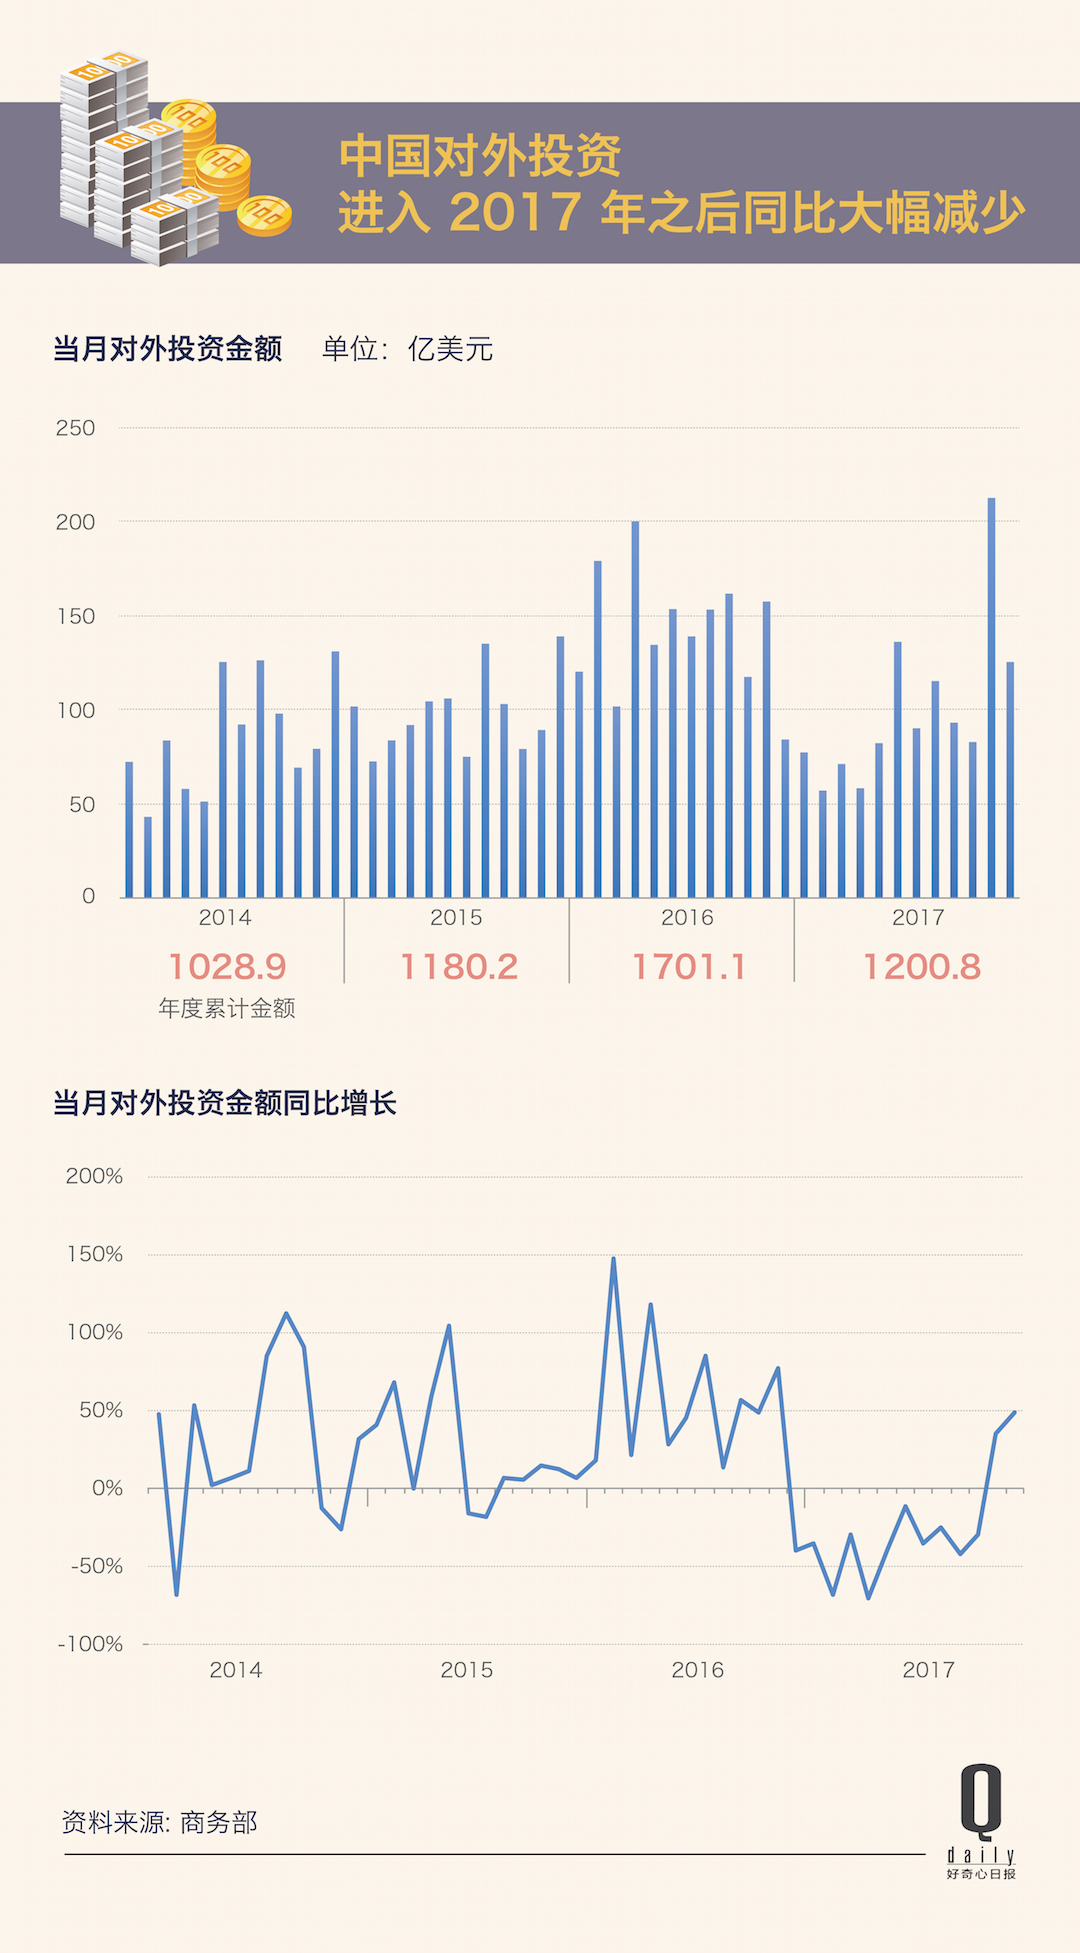 中国对外投资
进入 2017 年之后同比大幅减少
当月对外投资金额 单位：亿美元
250
200
150
100
50
0
2014 2015 2016 2017
1028.9 1180.2 1701.1 1200.8
年度累计金额
当月对外投资金额同比增长
200%
150%
100%
50%
0%
-50%
-100%
2014 2015 2016 2017
资料来源: 商务部
Q
daily
好奇心日报